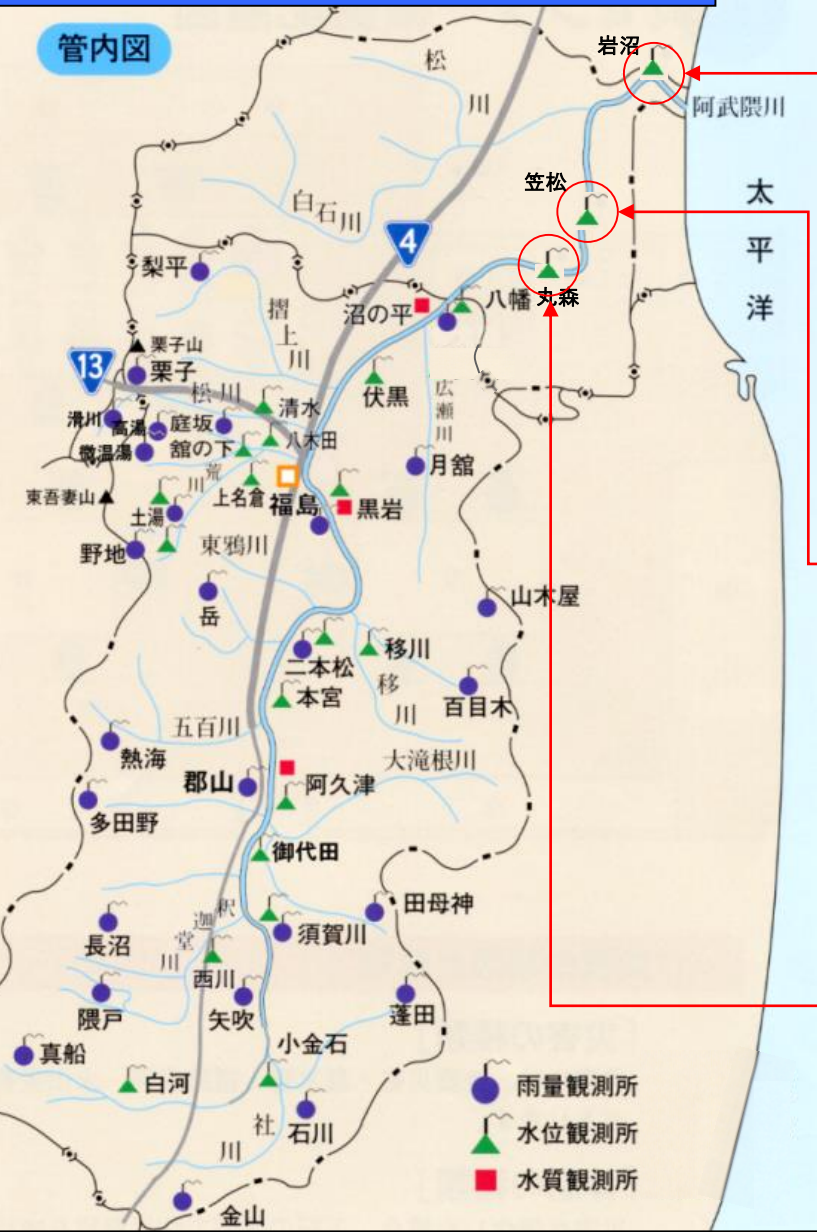 管内図
岩沼
松川
阿武隈川
笠松
太平洋
白石川
4
梨平
沼の平
八幡
丸森
摺上川
栗子山
13
栗子
松川
伏黒
広瀬川
清水
滑川
高湯
庭坂
舘の下
八木田
微温湯
月舘
荒川
上名倉
東吾妻山
福島
黒岩
土湯
東鴉川
野地
山木屋
岳
二本松
移川
移川
本宮
百目木
五百川
熱海
大滝根川
郡山
阿久津
多田野
御代田
田母神
釈迦堂川
須賀川
長沼
西川
隈戸
矢吹
蓬田
小金石
真船
白河
雨量観測所
社川
石川
水位観測所
水質観測所
金山